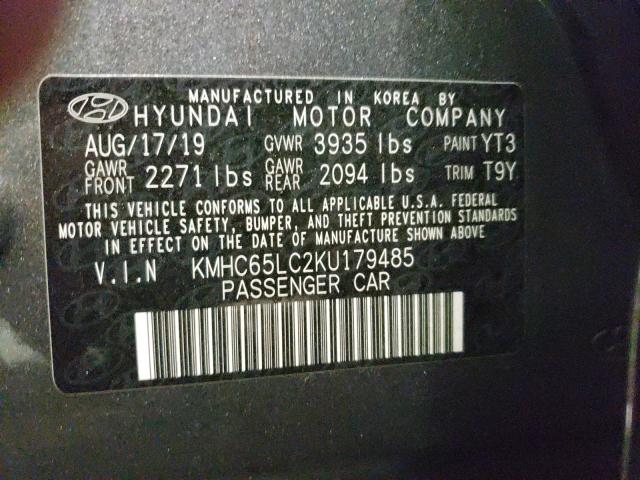 MANUFACTURED IN KOREA BY
HYUNDAI MOTOR COMPANY
AUG/17/19 GVWR 3935 lbs PAINT YT3
GAWR FRONT 2271 lbs GAWR REAR 2094 lbs TRIM T9Y
THIS VEHICLE CONFORMS TO ALL APPLICABLE U.S.A. FEDERAL
MOTOR VEHICLE SAFETY, BUMPER, AND THEFT PREVENTION STANDARDS
IN EFFECT ON THE DATE OF MANUFACTURE SHOWN ABOVE
V.I.N KMHC65LC2KU179485
PASSENGER CAR